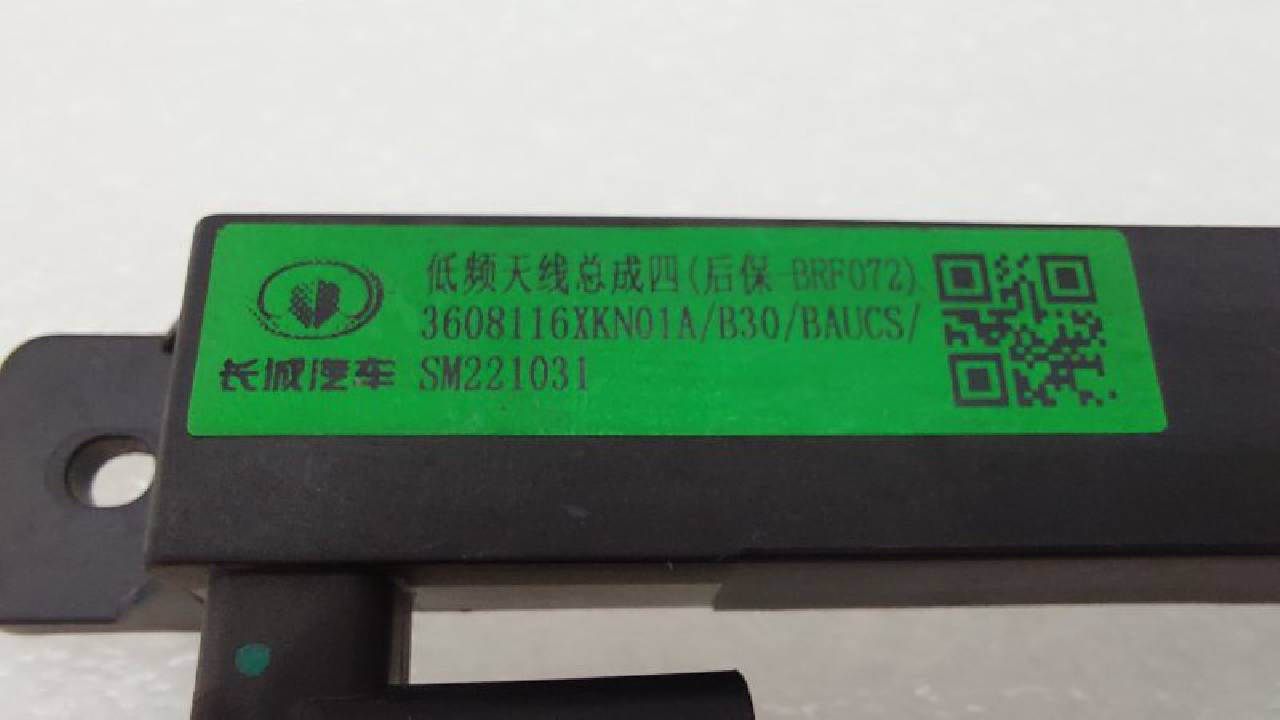 低频天线总成四(后保 BRF072)
3608116XKN01A/B30/BAUCS/
长城汽车 SM221031